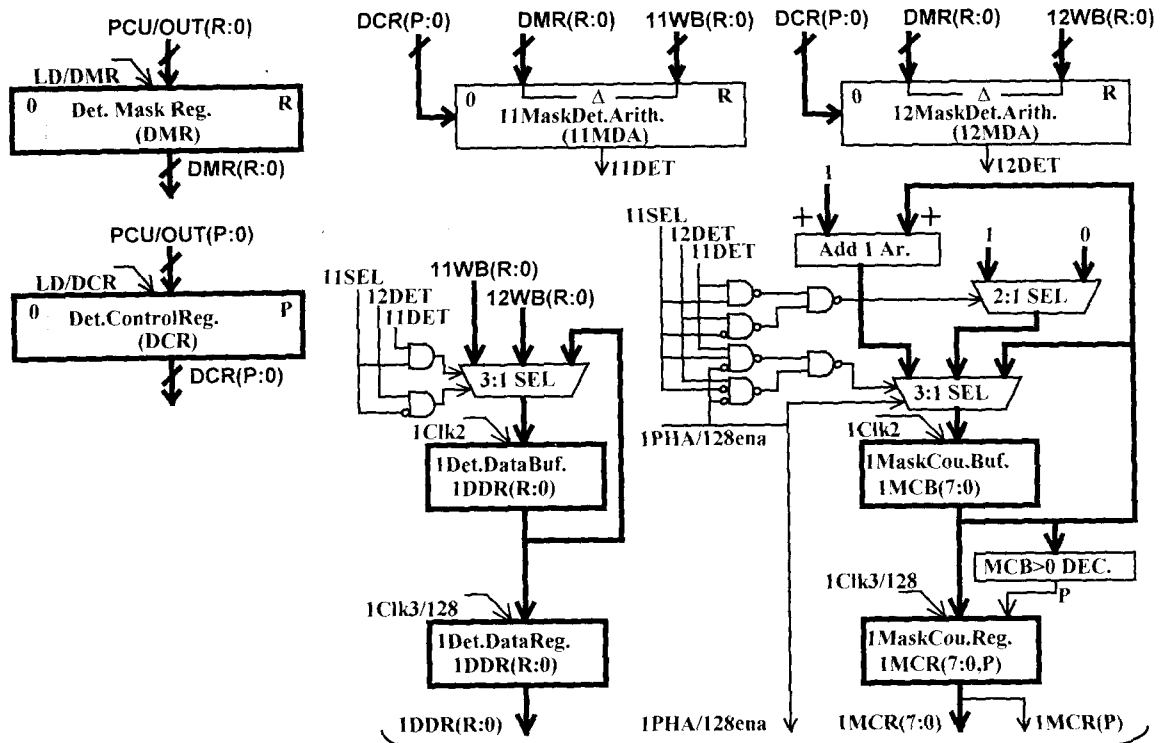 PCU/OUT(R:0)
LD/DMR
0 R
Det. Mask Reg.
(DMR)
DMR(R:0)
PCU/OUT(P:0)
LD/DCR
0 P
Det.ControlReg.
(DCR)
DCR(P:0)
DCR(P:0) DMR(R:0) 11WB(R:0)
0 Δ R
11MaskDet.Arith.
(11MDA)
11DET
DCR(P:0) DMR(R:0) 12WB(R:0)
0 Δ R
12MaskDet.Arith.
(12MDA)
12DET
11SEL
12DET
11DET
11WB(R:0)
12WB(R:0)
3:1 SEL
1Clk2
1Det.DataBuf.
1DDR(R:0)
1Clk3/128
1Det.DataReg.
1DDR(R:0)
1DDR(R:0)
11SEL
12DET
11DET
1
+ +
Add 1 Ar.
1 0
2:1 SEL
3:1 SEL
1PHA/128ena
1Clk2
1MaskCou.Buf.
1MCB(7:0)
MCB>0 DEC.
P
1Clk3/128
1MaskCou.Reg.
1MCR(7:0,P)
1PHA/128ena
1MCR(7:0)
1MCR(P)